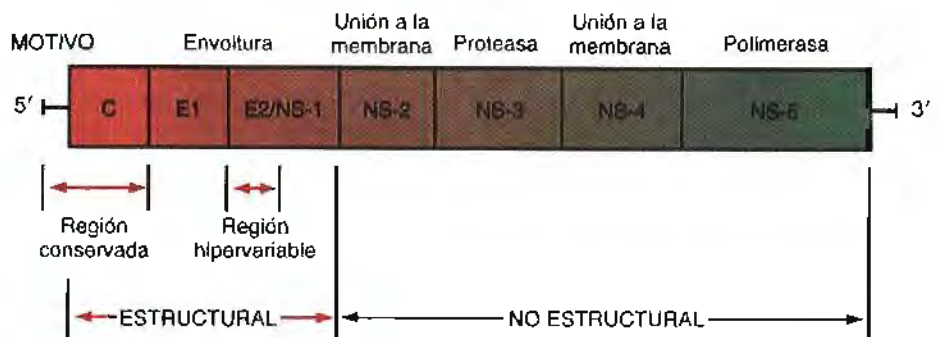 MOTIVO
Envoltura
Unión a la
membrana
Proteasa
Unión a la
membrana
Polimerasa
5′
C
E1
E2/NS-1
NS-2
NS-3
NS-4
NS-5
3′
Región
conservada
Región
hipervariable
ESTRUCTURAL
NO ESTRUCTURAL